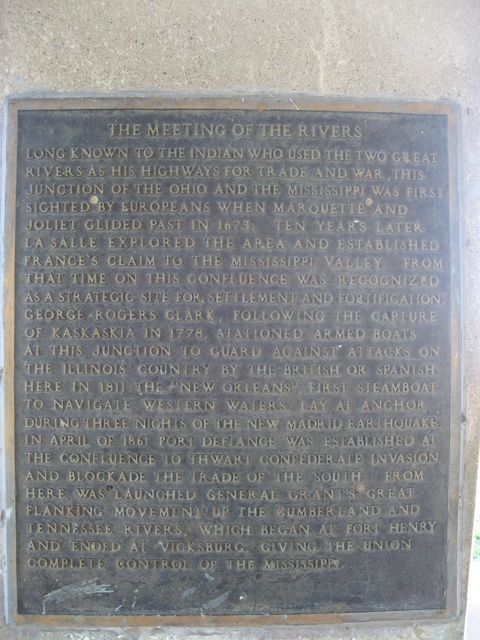 THE MEETING OF THE RIVERS
LONG KNOWN TO THE INDIAN WHO USED THE TWO GREAT
RIVERS AS HIS HIGHWAYS FOR TRADE AND WAR, THIS
JUNCTION OF THE OHIO AND THE MISSISSIPPI WAS FIRST
SIGHTED BY EUROPEANS WHEN MARQUETTE AND
JOLIET GLIDED PAST IN 1673. TEN YEARS LATER
LA SALLE EXPLORED THE AREA AND ESTABLISHED
FRANCE'S CLAIM TO THE MISSISSIPPI VALLEY. FROM
THAT TIME ON THIS CONFLUENCE WAS RECOGNIZED
AS A STRATEGIC SITE FOR SETTLEMENT AND FORTIFICATION.
GEORGE ROGERS CLARK, FOLLOWING THE CAPTURE
OF KASKASKIA IN 1778, STATIONED ARMED BOATS
AT THIS JUNCTION TO GUARD AGAINST ATTACKS ON
THE ILLINOIS COUNTRY BY THE BRITISH OR SPANISH.
HERE IN 1811 THE "NEW ORLEANS", FIRST STEAMBOAT
TO NAVIGATE WESTERN WATERS, LAY AT ANCHOR
DURING THREE NIGHTS OF THE NEW MADRID EARTHQUAKE.
IN APRIL OF 1861 FORT DEFIANCE WAS ESTABLISHED AT
THE CONFLUENCE TO THWART CONFEDERATE INVASION
AND BLOCKADE THE TRADE OF THE SOUTH. FROM
HERE WAS LAUNCHED GENERAL GRANT'S GREAT
FLANKING MOVEMENT UP THE CUMBERLAND AND
TENNESSEE RIVERS, WHICH BEGAN AT FORT HENRY
AND ENDED AT VICKSBURG, GIVING THE UNION
COMPLETE CONTROL OF THE MISSISSIPPI.